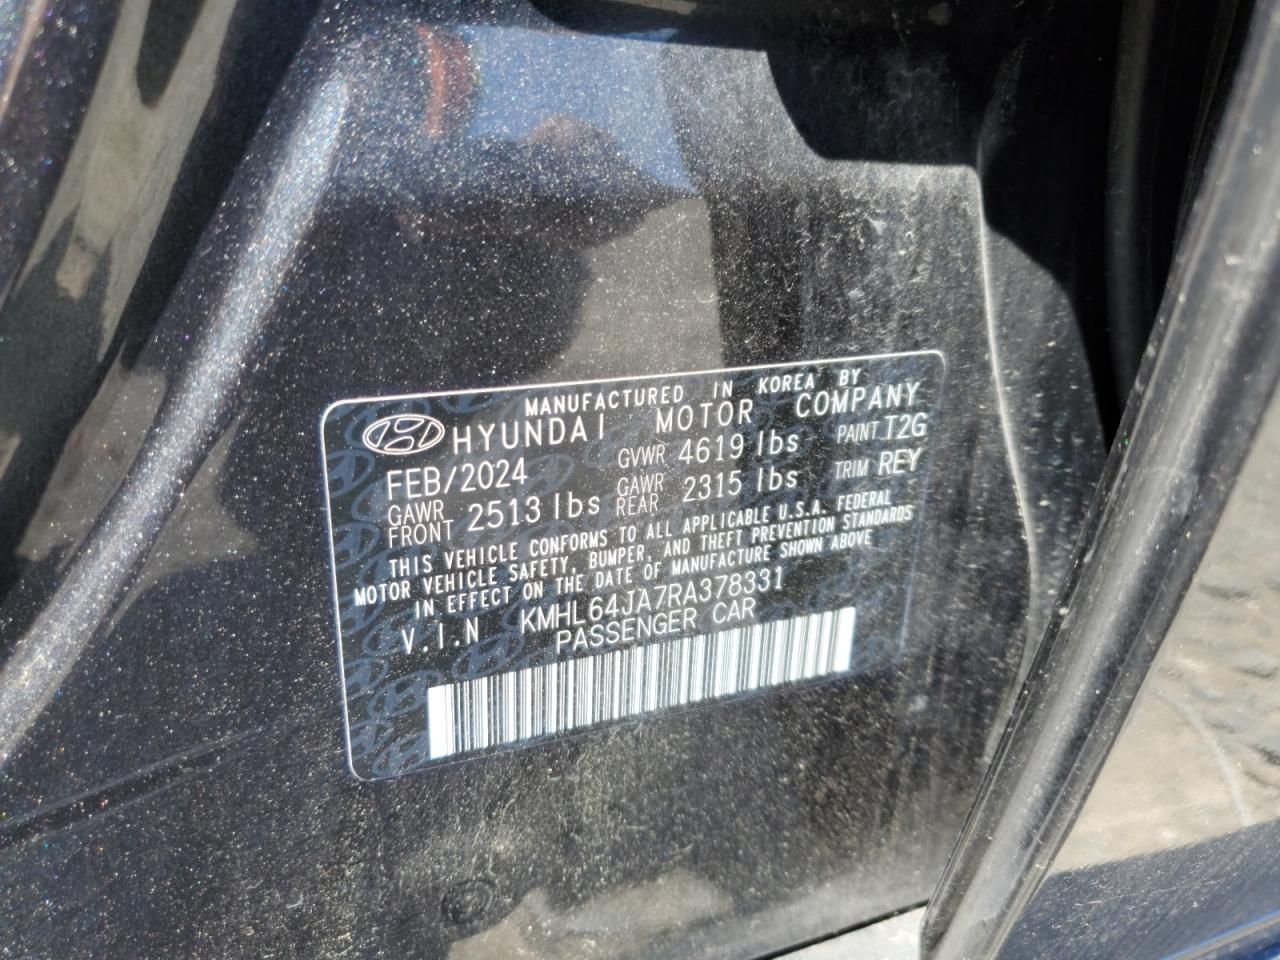 MANUFACTURED IN KOREA BY
HYUNDAI MOTOR COMPANY
FEB/2024 GVWR 4619 lbs PAINT T2G
GAWR FRONT 2513 lbs GAWR REAR 2315 lbs TRIM REY
THIS VEHICLE CONFORMS TO ALL APPLICABLE U.S.A. FEDERAL
MOTOR VEHICLE SAFETY, BUMPER, AND THEFT PREVENTION STANDARDS
IN EFFECT ON THE DATE OF MANUFACTURE SHOWN ABOVE
V.I.N KMHL64JA7RA378331
PASSENGER CAR